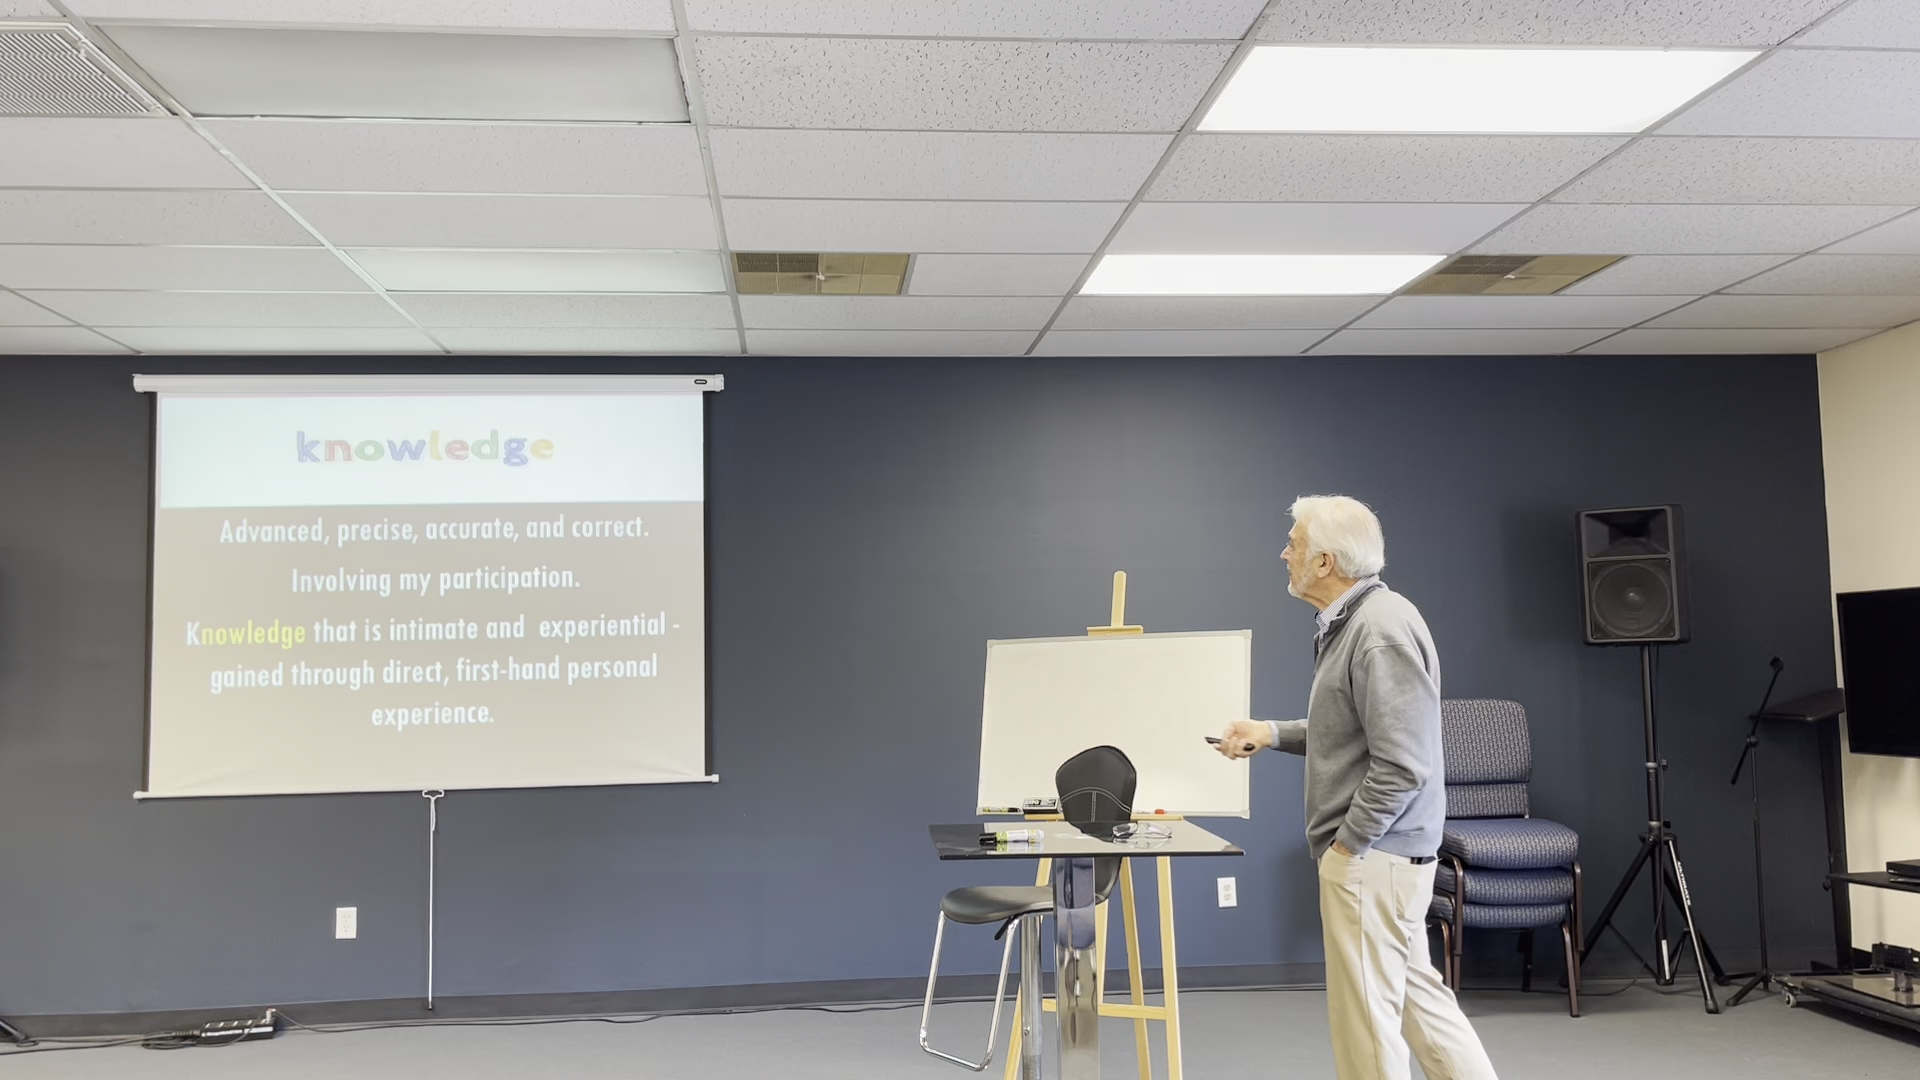 knowledge
Advanced, precise, accurate, and correct.
Involving my participation.
Knowledge that is intimate and experiential -
gained through direct, first-hand personal
experience.